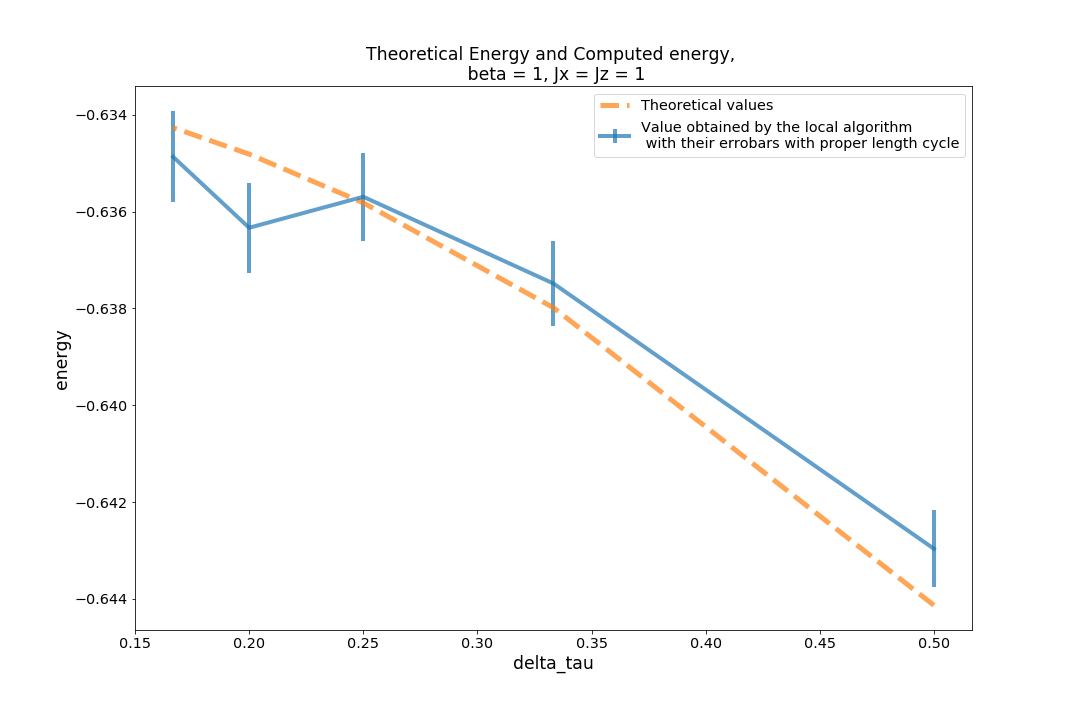 Theoretical Energy and Computed energy,
beta = 1, Jx = Jz = 1
Theoretical values
Value obtained by the local algorithm
with their errobars with proper length cycle
energy
−0.634
−0.636
−0.638
−0.640
−0.642
−0.644
0.15 0.20 0.25 0.30 0.35 0.40 0.45 0.50
delta_tau